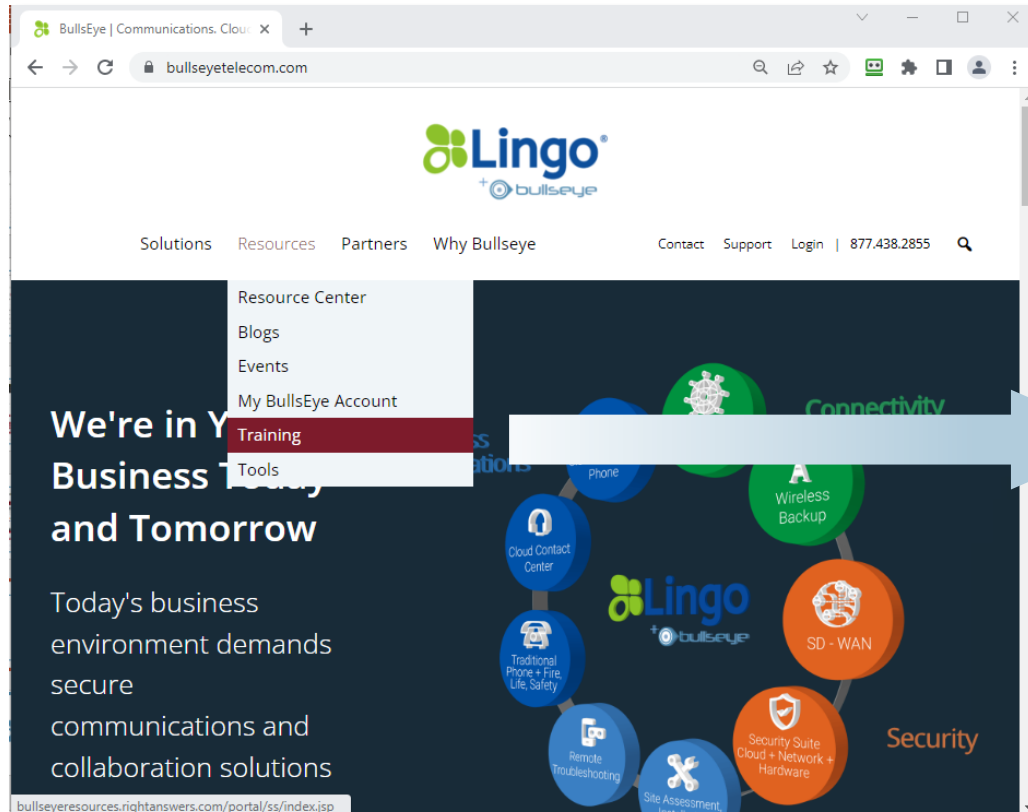 BullsEye | Communications. Clou
bullseyetelecom.com
Lingo®
+ bullseye
Solutions Resources Partners Why Bullseye Contact Support Login | 877.438.2855
Resource Center
Blogs
Events
My BullsEye Account
Training
Tools
We're in Y
Business Today
and Tomorrow
Today's business
environment demands
secure
communications and
collaboration solutions
Connectivity
ations
Phone
Wireless
Backup
Cloud Contact
Center
Lingo
+ bullseye
SD - WAN
Traditional
Phone + Fire,
Life, Safety
Security Suite
Cloud + Network +
Hardware
Security
Remote
Troubleshooting
Site Assessment,
bullseyeresources.rightanswers.com/portal/ss/index.jsp